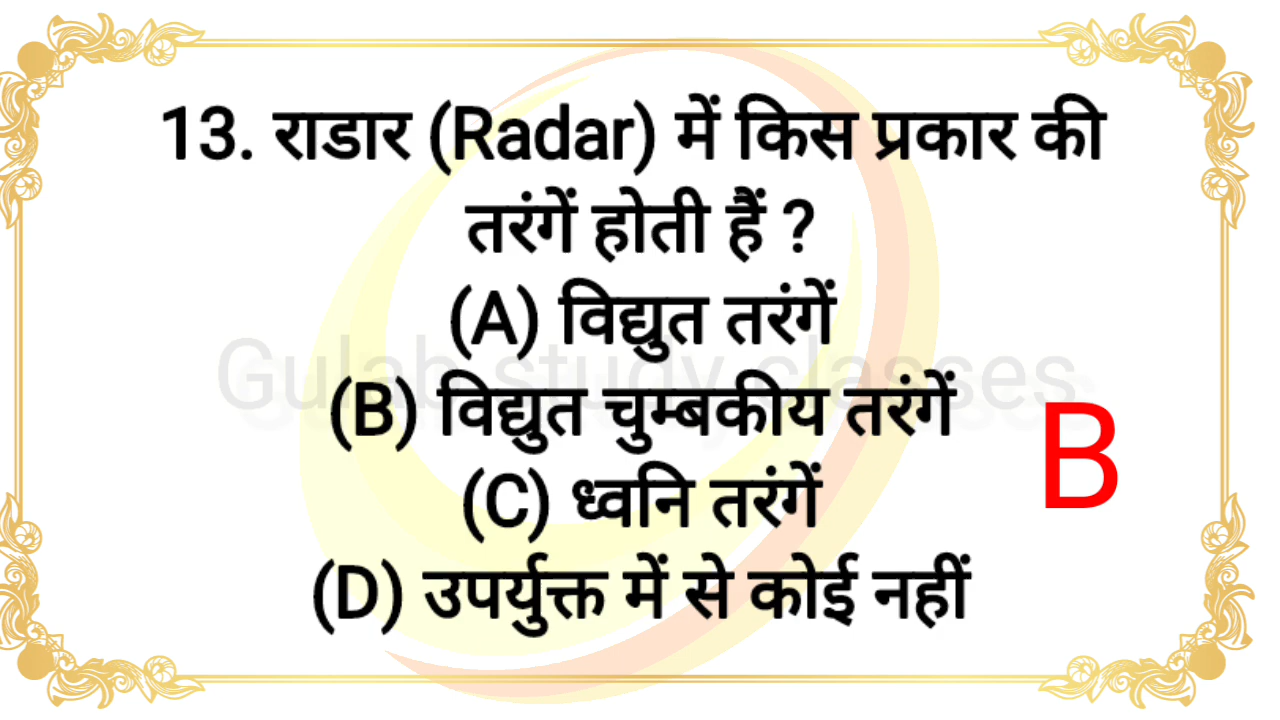 13. राडार (Radar) में किस प्रकार की
तरंगें होती हैं ?
(A) विद्युत तरंगें
(B) विद्युत चुम्बकीय तरंगें
(C) ध्वनि तरंगें
(D) उपर्युक्त में से कोई नहीं
B
Gulab study classes